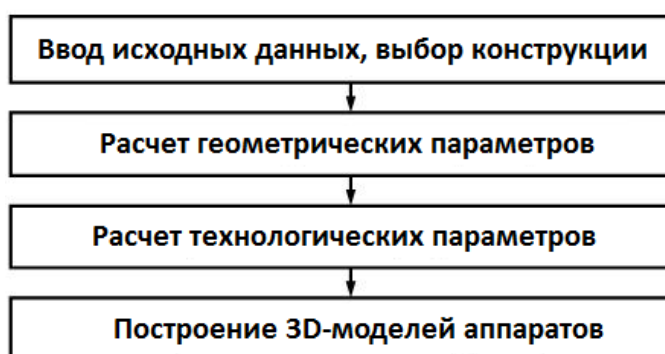 Ввод исходных данных, выбор конструкции
Расчет геометрических параметров
Расчет технологических параметров
Построение 3D-моделей аппаратов